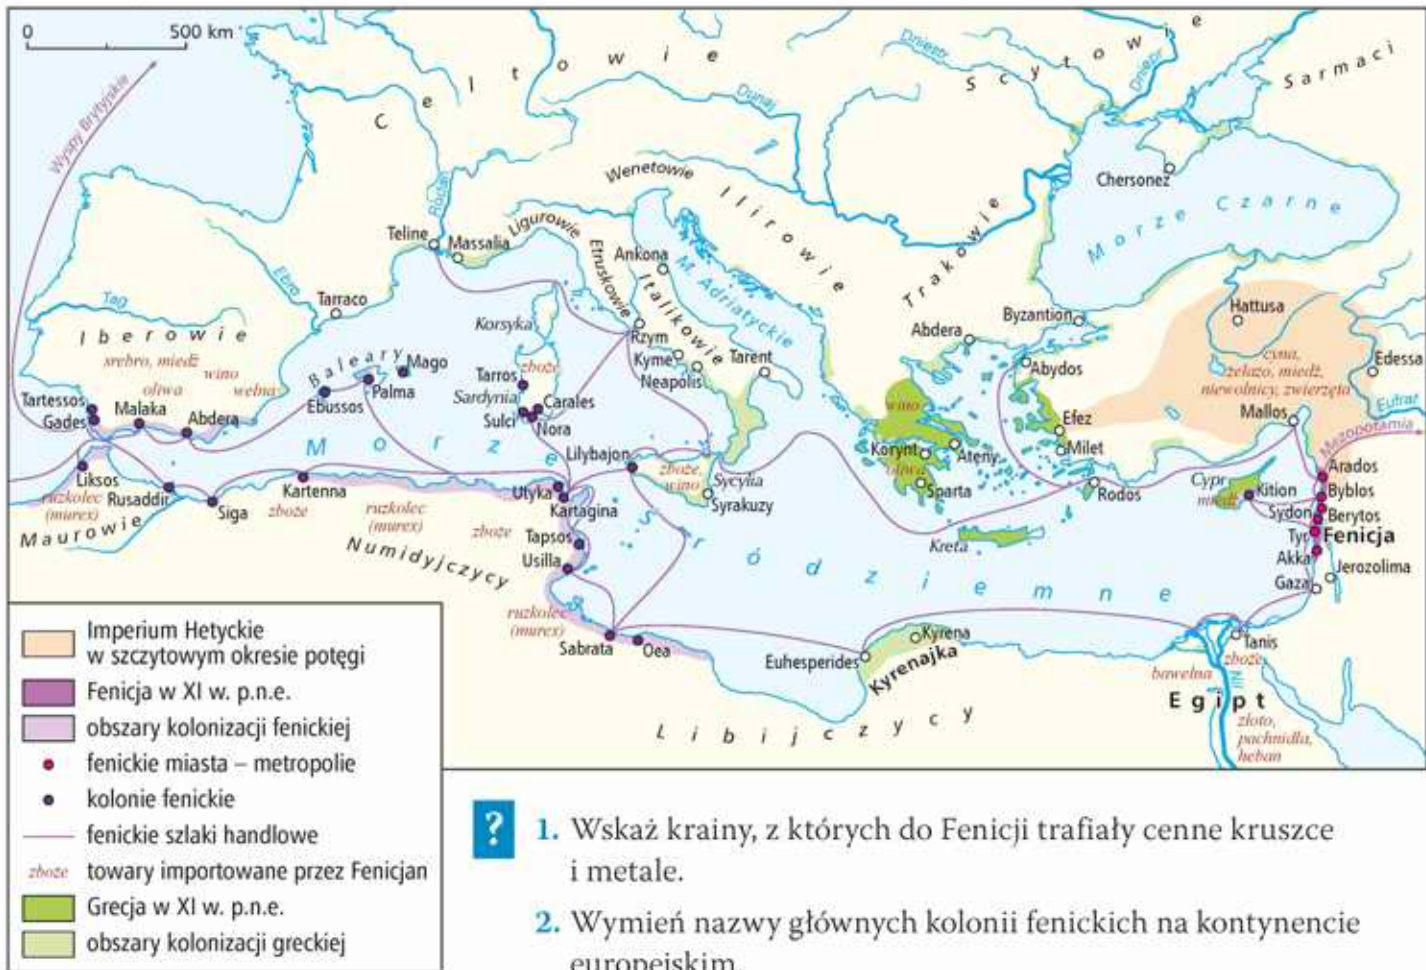 0 500 km
Wyspy Brytyjskie
Celtowie
Dniestr
Scytowie
Dniepr
Sarmaci
Dunaj
Rodan
Wenetowie
Ilirowie
Chersonez
Morze Czarne
Teline
Massalia
Ligurowie
Etruskowie
Ankona
Italikowie
M. Adriatyckie
Trakowie
Ebro
Tag
Tarraco
Iberowie
srebro, miedź
wino
oliwa
wełna
Baleary
Mago
Palma
Ebussos
Korsyka
zboże
Tarros
Sardynia
Carales
Sulci
Nora
Rzym
Kyme
Neapolis
Tarent
Abdera
Byzantion
Abydos
Hattusa
cyna,
żelazo, miedź,
niewolnicy, zwierzęta
Edessa
Eufrat
Mezopotamia
Mallos
Tartessos
Gades
Malaka
Abdera
Morze
Śródziemne
Lilybajon
zboże,
wino
Sycylia
Syrakuzy
wino
Korynt
Ateny
oliwa
Sparta
Efez
Milet
Rodos
Kreta
Cypr
miedź
Kition
Arados
Byblos
Sydon
Berytos
Tyr
Fenicja
Akka
Gaza
Jerozolima
Liksos
ruzkolec
(murex)
Rusaddir
Maurowie
Siga
Kartenna
zboże
ruzkolec
(murex)
zboże
Numidyjczycy
Utyka
Kartagina
Tapsos
Usilla
ruzkolec
(murex)
Sabrata
Oea
Euhesperides
Kyrena
Kyrenajka
Libijczycy
Tanis
zboże
bawełna
Nil
Egipt
złoto,
pachnidła,
heban
Imperium Hetyckie
w szczytowym okresie potęgi
Fenicja w XI w. p.n.e.
obszary kolonizacji fenickiej
fenickie miasta – metropolie
kolonie fenickie
fenickie szlaki handlowe
zboże towary importowane przez Fenicjan
Grecja w XI w. p.n.e.
obszary kolonizacji greckiej
? 1. Wskaż krainy, z których do Fenicji trafiały cenne kruszce
i metale.
2. Wymień nazwy głównych kolonii fenickich na kontynencie
europejskim.